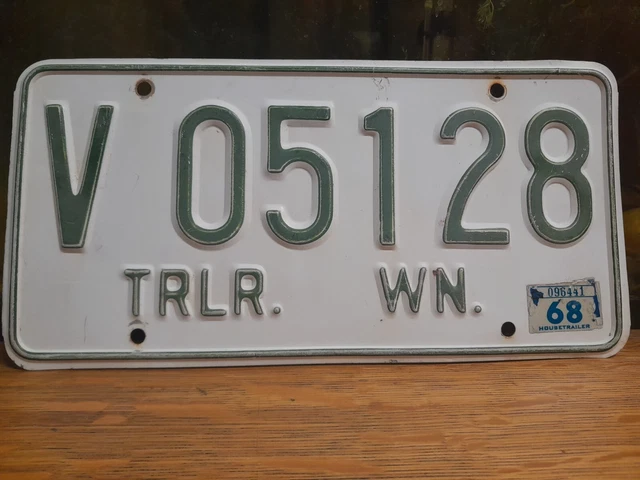 V 05128
TRLR. WN.
096441
68
HOUSETRAILER